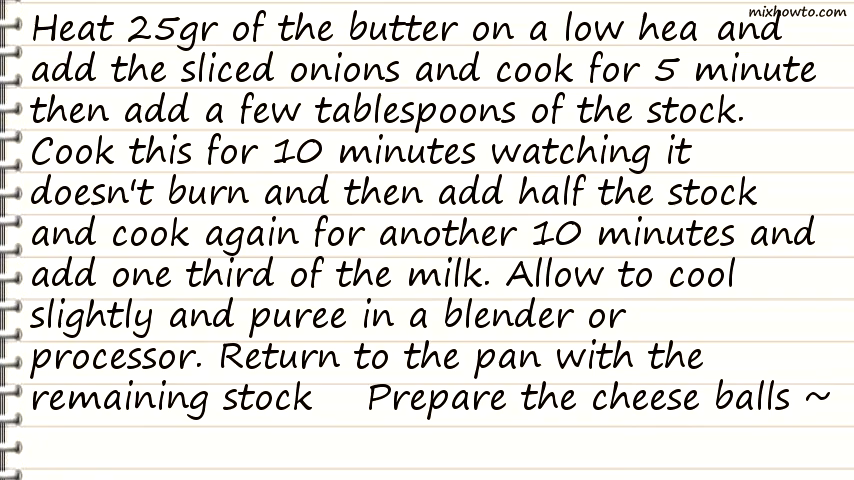 mixhowto.com
Heat 25gr of the butter on a low hea and
add the sliced onions and cook for 5 minute
then add a few tablespoons of the stock.
Cook this for 10 minutes watching it
doesn't burn and then add half the stock
and cook again for another 10 minutes and
add one third of the milk. Allow to cool
slightly and puree in a blender or
processor. Return to the pan with the
remaining stock     Prepare the cheese balls ~